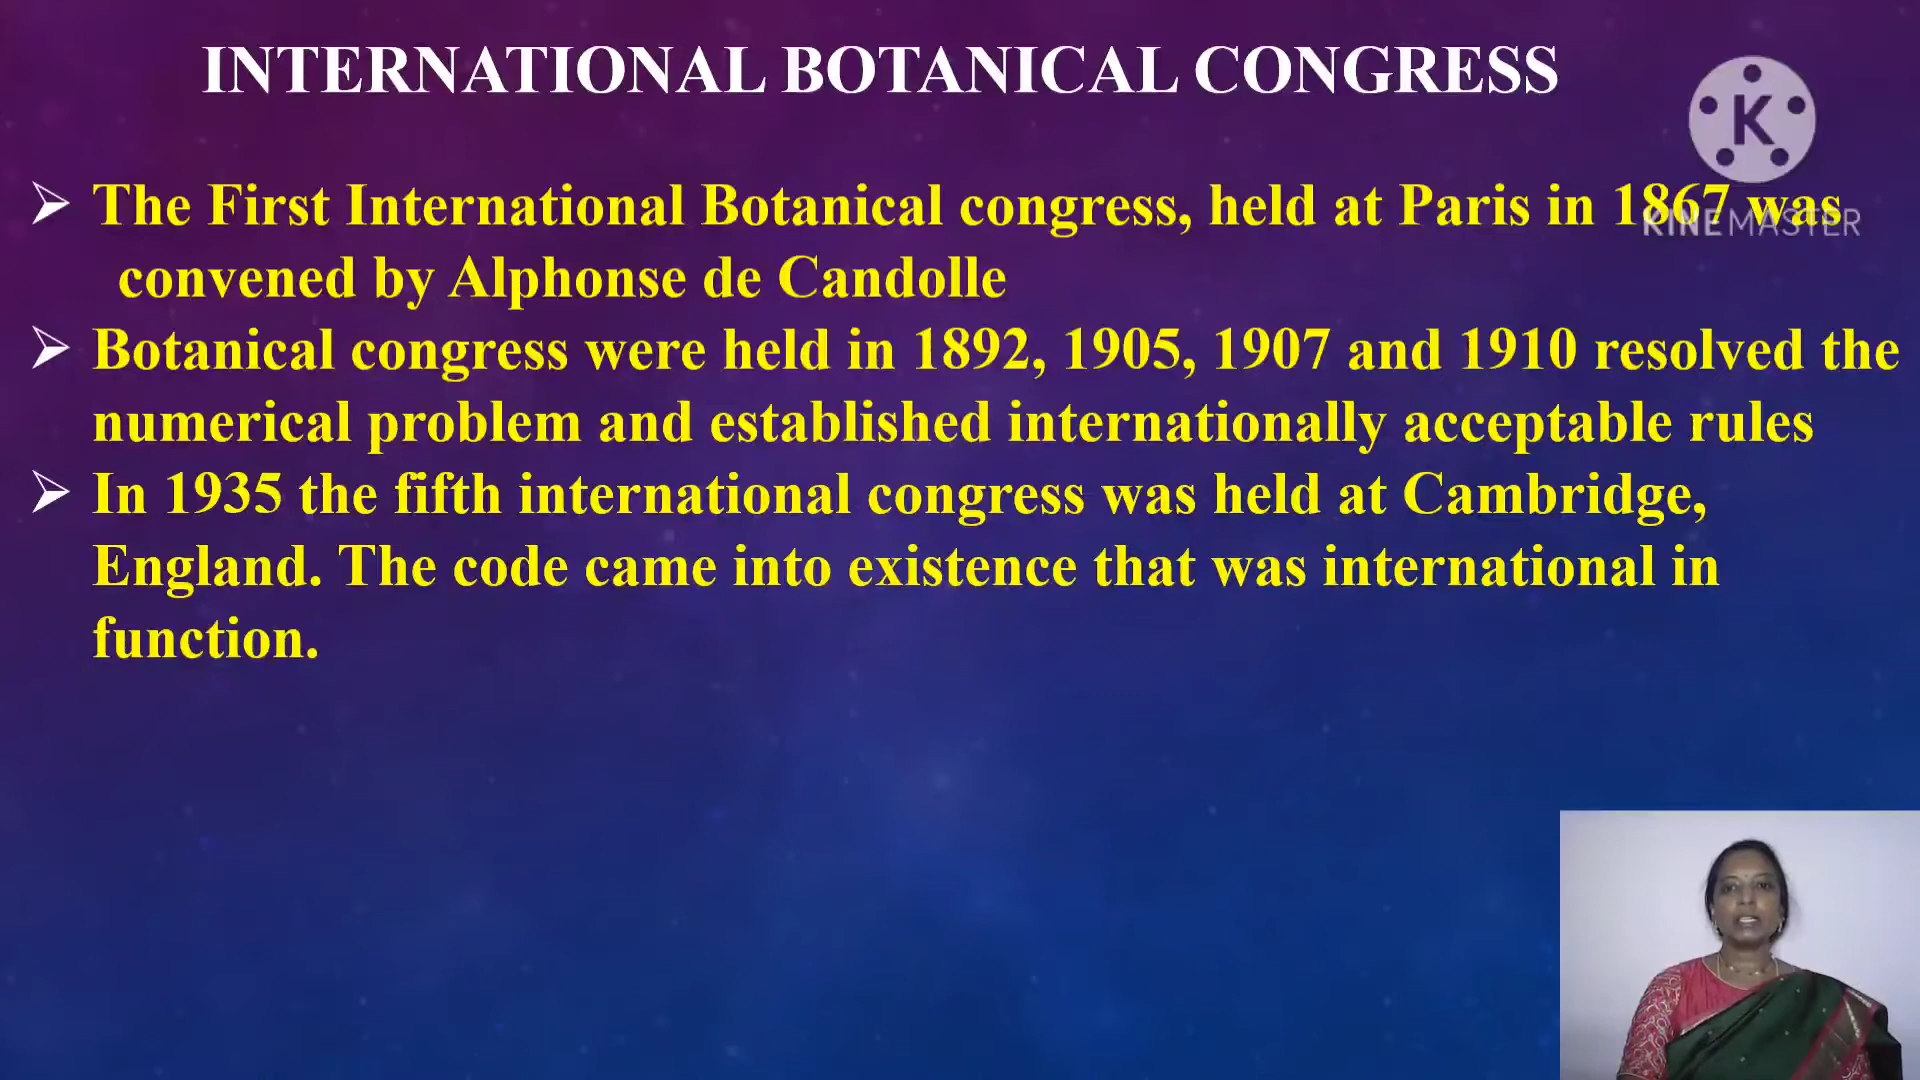 INTERNATIONAL BOTANICAL CONGRESS
K
KINEMASTER
The First International Botanical congress, held at Paris in 1867 was
convened by Alphonse de Candolle
Botanical congress were held in 1892, 1905, 1907 and 1910 resolved the
numerical problem and established internationally acceptable rules
In 1935 the fifth international congress was held at Cambridge,
England. The code came into existence that was international in
function.